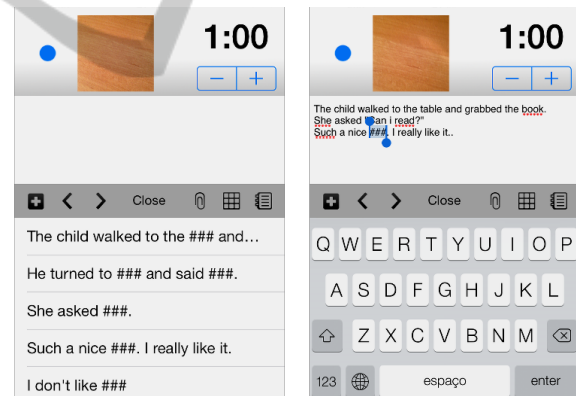 1:00
− +
Close
The child walked to the ### and...
He turned to ### and said ###.
She asked ###.
Such a nice ###. I really like it.
I don't like ###
1:00
− +
The child walked to the table and grabbed the book.
She asked "Can i read?"
Such a nice ###. I really like it..
Close
Q W E R T Y U I O P
A S D F G H J K L
Z X C V B N M
123 espaço enter